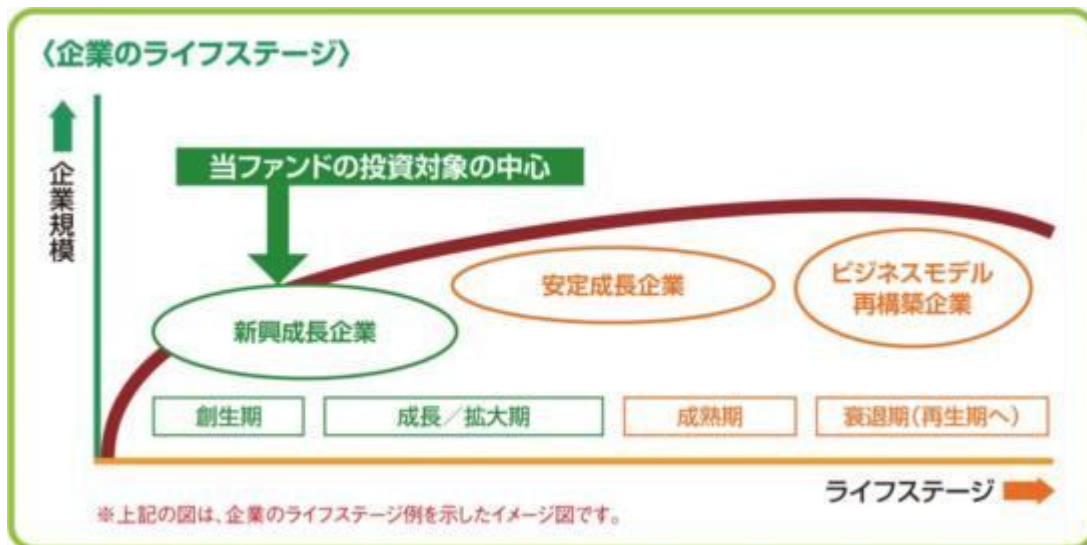 〈企業のライフステージ〉
企業規模
当ファンドの投資対象の中心
新興成長企業
安定成長企業
ビジネスモデル
再構築企業
創生期
成長／拡大期
成熟期
衰退期(再生期へ)
ライフステージ
※上記の図は、企業のライフステージ例を示したイメージ図です。